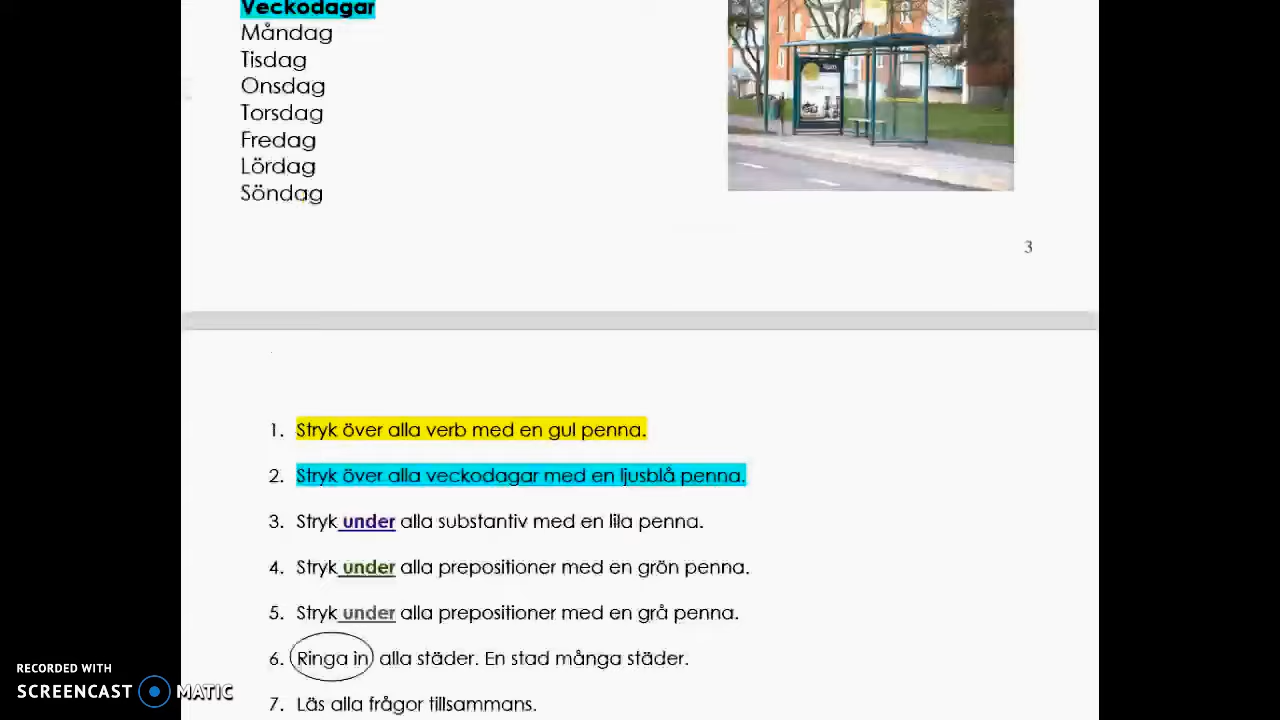 Veckodagar
Måndag
Tisdag
Onsdag
Torsdag
Fredag
Lördag
Söndag
3
1. Stryk över alla verb med en gul penna.
2. Stryk över alla veckodagar med en ljusblå penna.
3. Stryk under alla substantiv med en lila penna.
4. Stryk under alla prepositioner med en grön penna.
5. Stryk under alla prepositioner med en grå penna.
6. Ringa in alla städer. En stad många städer.
7. Läs alla frågor tillsammans.
RECORDED WITH
SCREENCAST MATIC